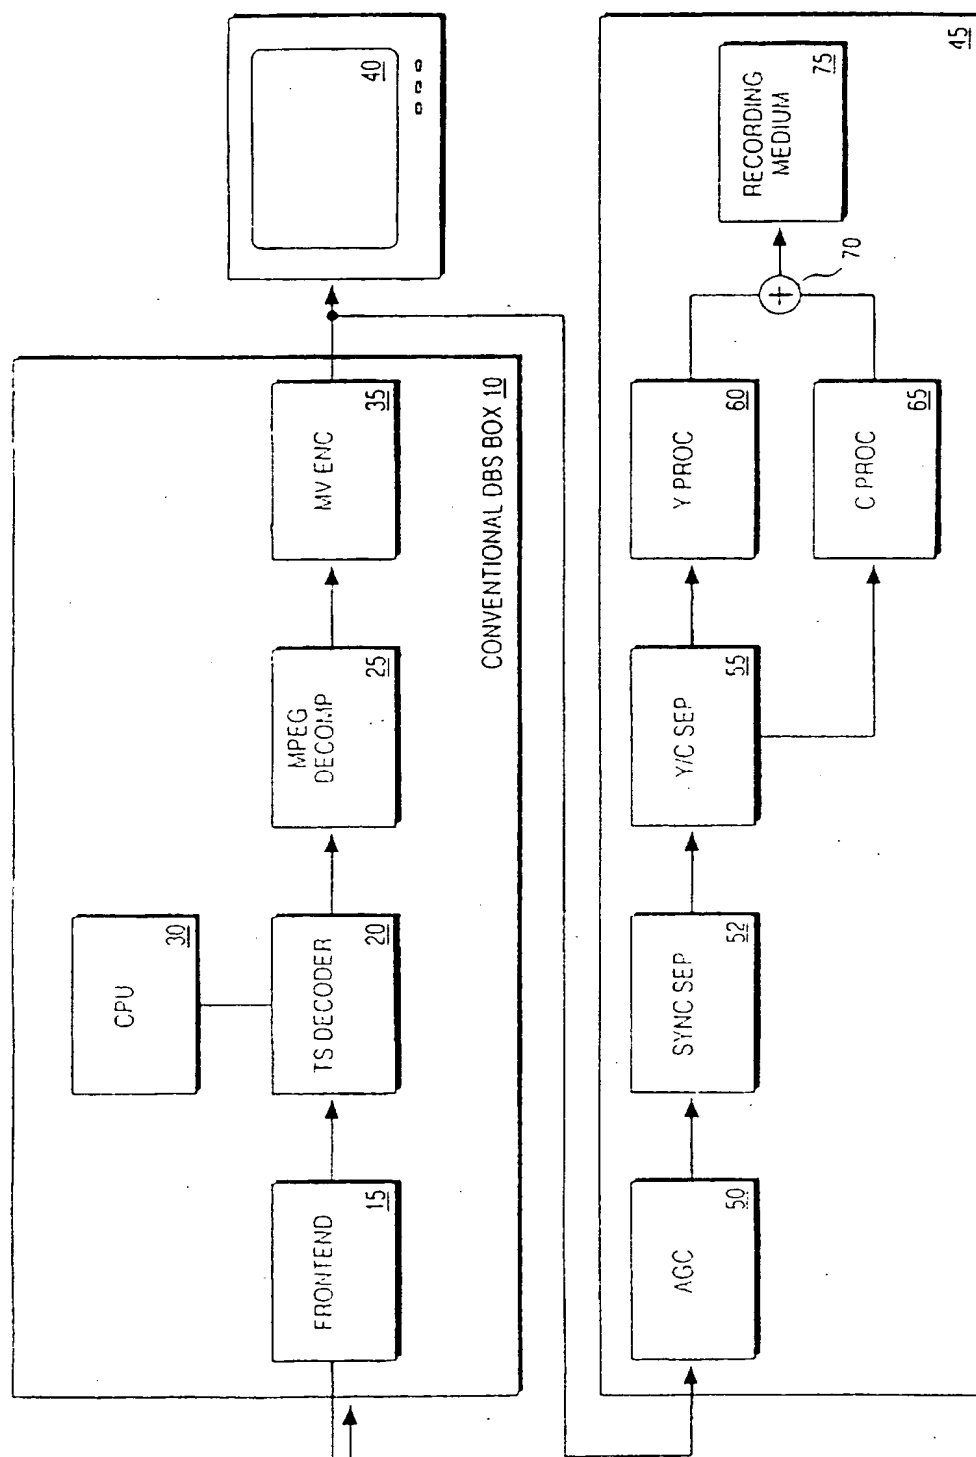 CPU
30
FRONTEND
15
TS DECODER
20
MPEG
DECOMP
25
MV ENC
35
CONVENTIONAL DBS BOX 10
40
AGC
50
SYNC SEP
52
Y/C SEP
55
Y PROC
60
C PROC
65
70
RECORDING
MEDIUM
75
45